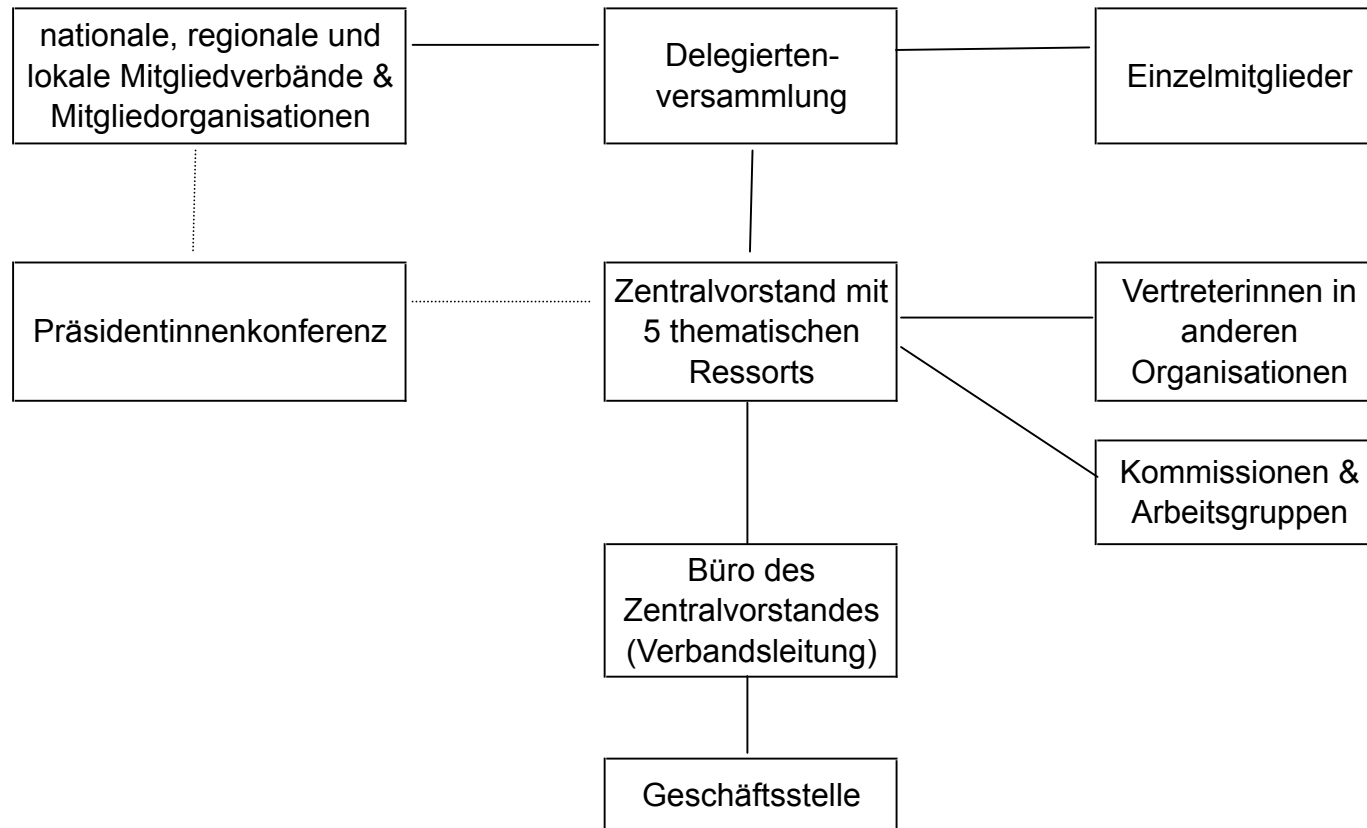 nationale, regionale und
lokale Mitgliedverbände &
Mitgliedorganisationen
Delegierten-
versammlung
Einzelmitglieder
Präsidentinnenkonferenz
Zentralvorstand mit
5 thematischen
Ressorts
Vertreterinnen in
anderen
Organisationen
Kommissionen &
Arbeitsgruppen
Büro des
Zentralvorstandes
(Verbandsleitung)
Geschäftsstelle